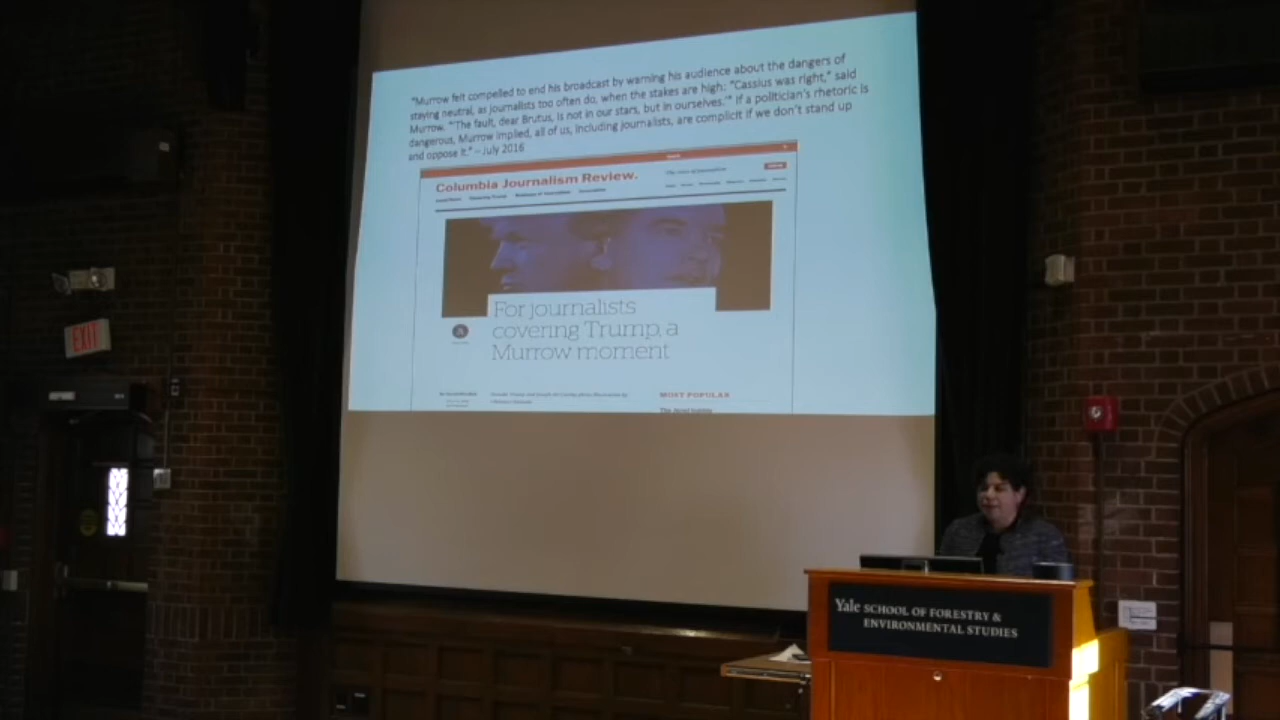 "Murrow felt compelled to end his broadcast by warning his audience about the dangers of
staying neutral, as journalists too often do, when the stakes are high: "Cassius was right," said
Murrow. "'The fault, dear Brutus, is not in our stars, but in ourselves.'" If a politician's rhetoric is
dangerous, Murrow implied, all of us, including journalists, are complicit if we don't stand up
and oppose it." – July 2016
Columbia Journalism Review.
For journalists
covering Trump, a
Murrow moment
MOST POPULAR
EXIT
Yale SCHOOL OF FORESTRY &
ENVIRONMENTAL STUDIES